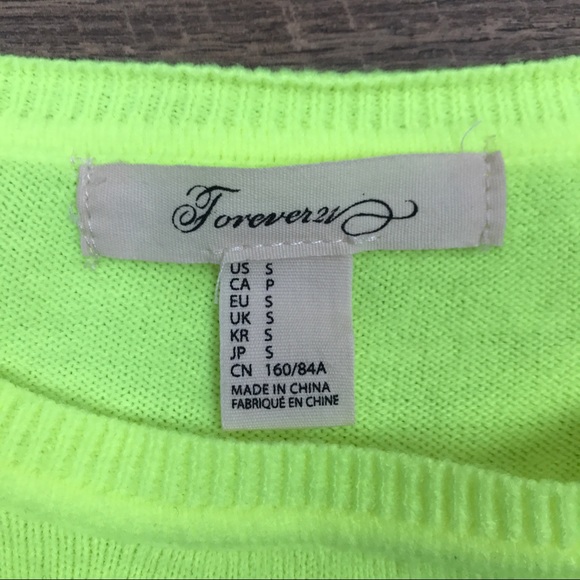 Forever21
US S
CA P
EU S
UK S
KR S
JP S
CN 160/84A
MADE IN CHINA
FABRIQUÉ EN CHINE